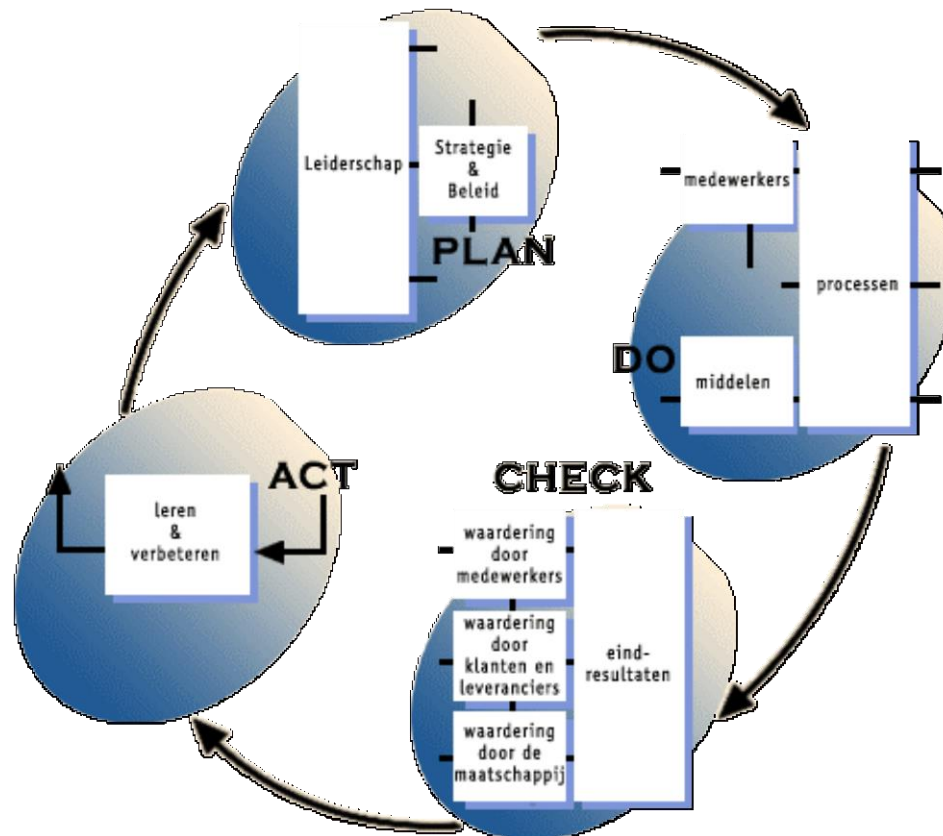 Leiderschap
Strategie
&
Beleid
PLAN
medewerkers
processen
DO
middelen
CHECK
waardering
door
medewerkers
waardering
door
klanten en
leveranciers
waardering
door de
maatschappij
eind-
resultaten
ACT
leren
&
verbeteren